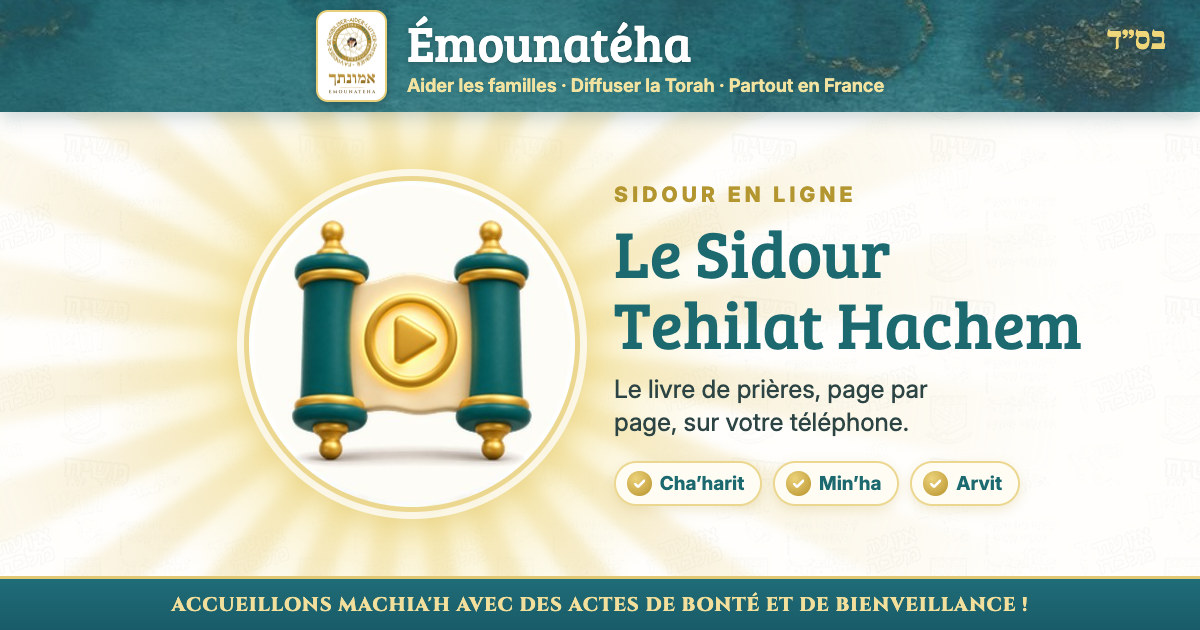 Émounatéha
Aider les familles · Diffuser la Torah · Partout en France
בס״ד
אמונתך
EMOUNATEHA
SIDOUR EN LIGNE
Le Sidour
Tehilat Hachem
Le livre de prières, page par
page, sur votre téléphone.
Cha’harit
Min’ha
Arvit
ACCUEILLONS MACHIA'H AVEC DES ACTES DE BONTÉ ET DE BIENVEILLANCE !